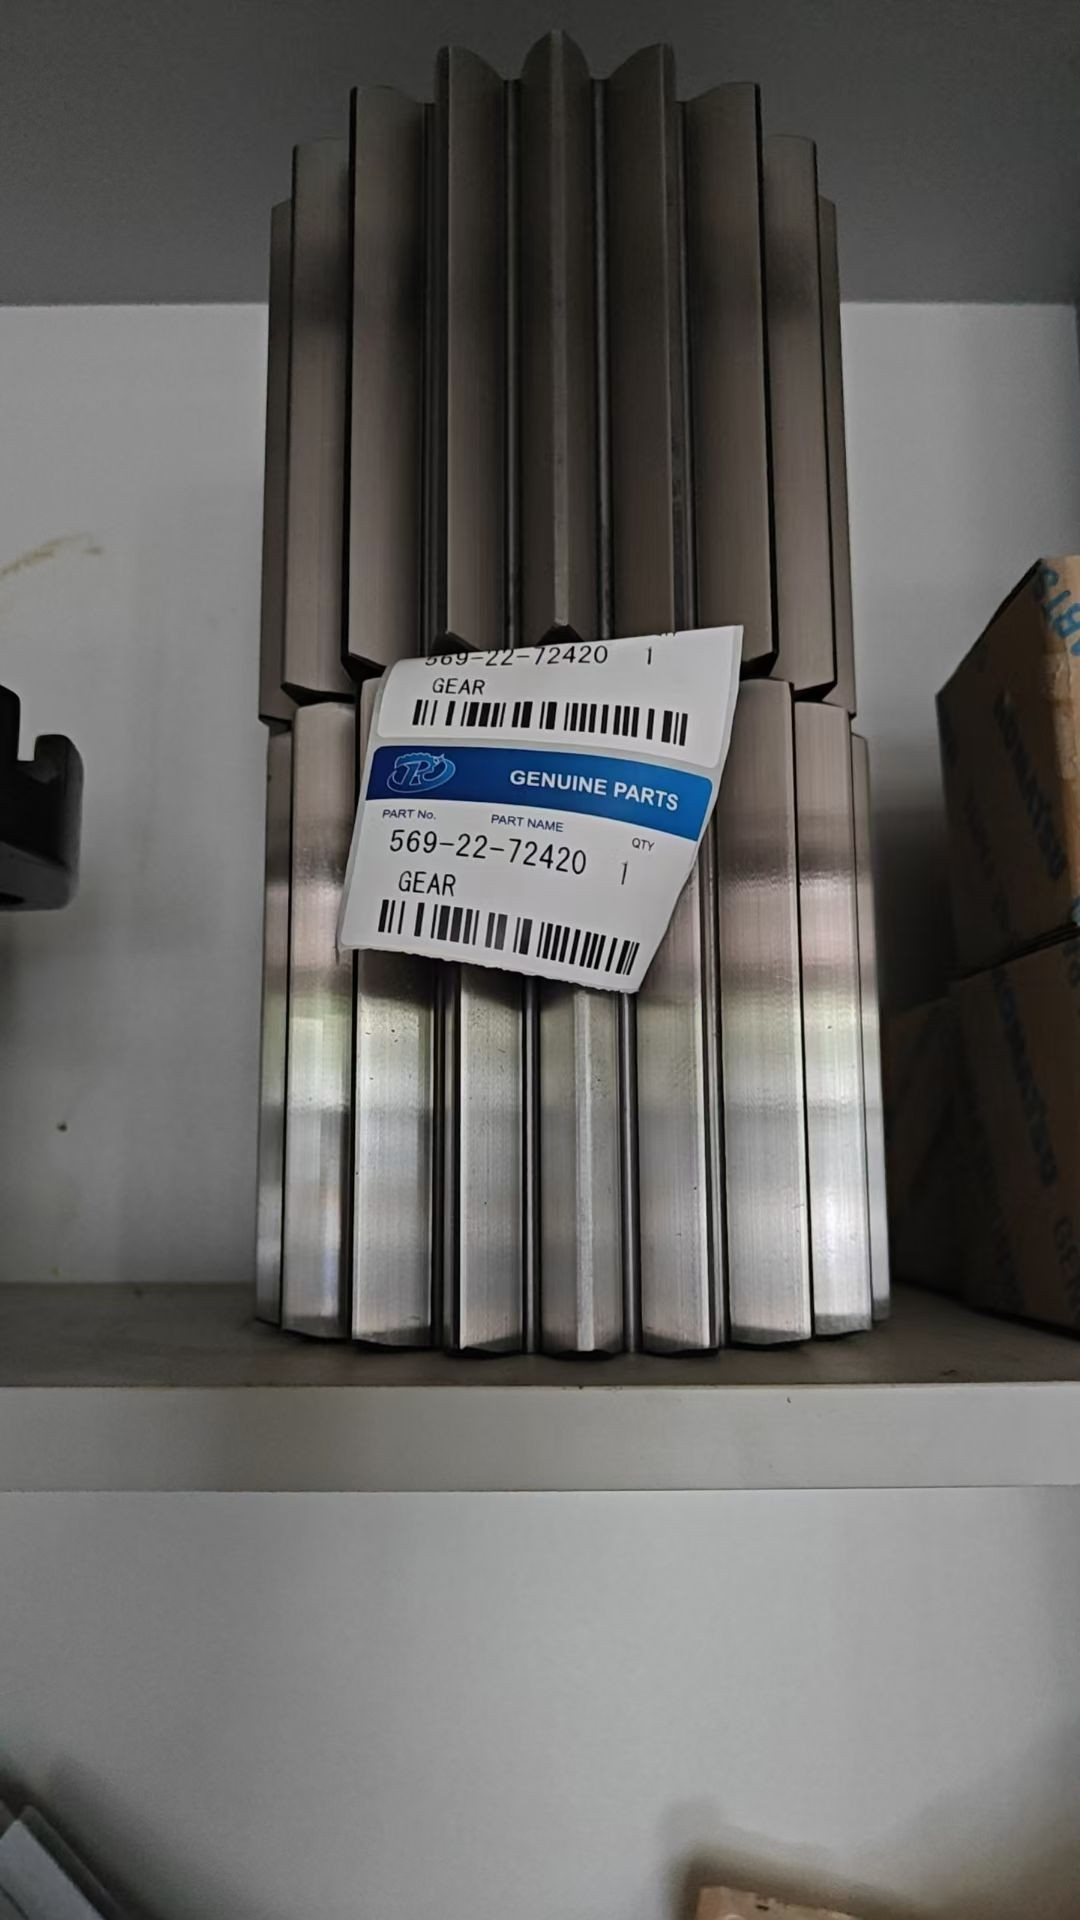 569-22-72420 1
GEAR
GENUINE PARTS
PART No. PART NAME QTY
569-22-72420 1
GEAR